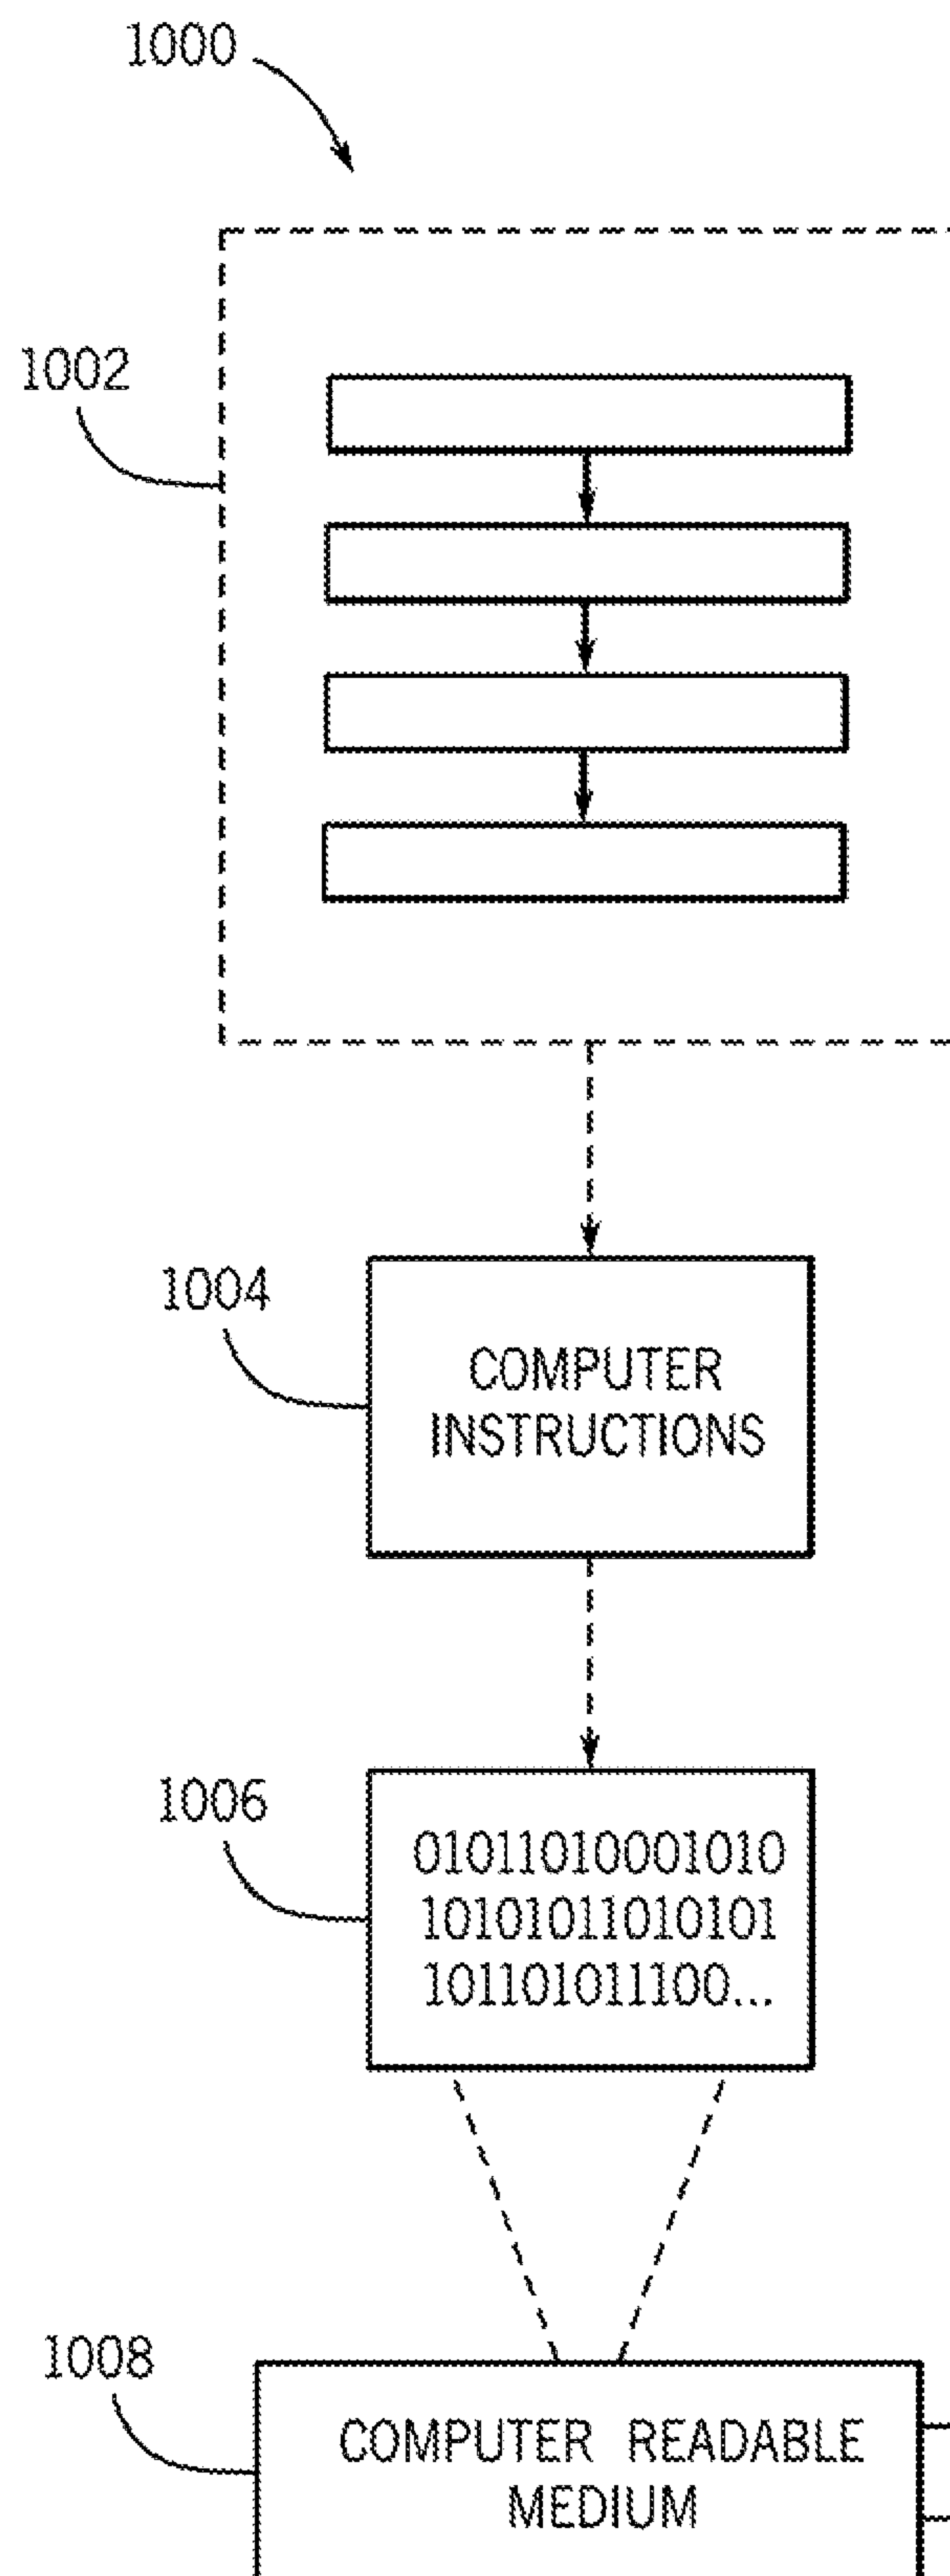 1000
1002
1004
COMPUTER
INSTRUCTIONS
1006
01011010001010
10101011010101
101101011100...
1008
COMPUTER READABLE
MEDIUM